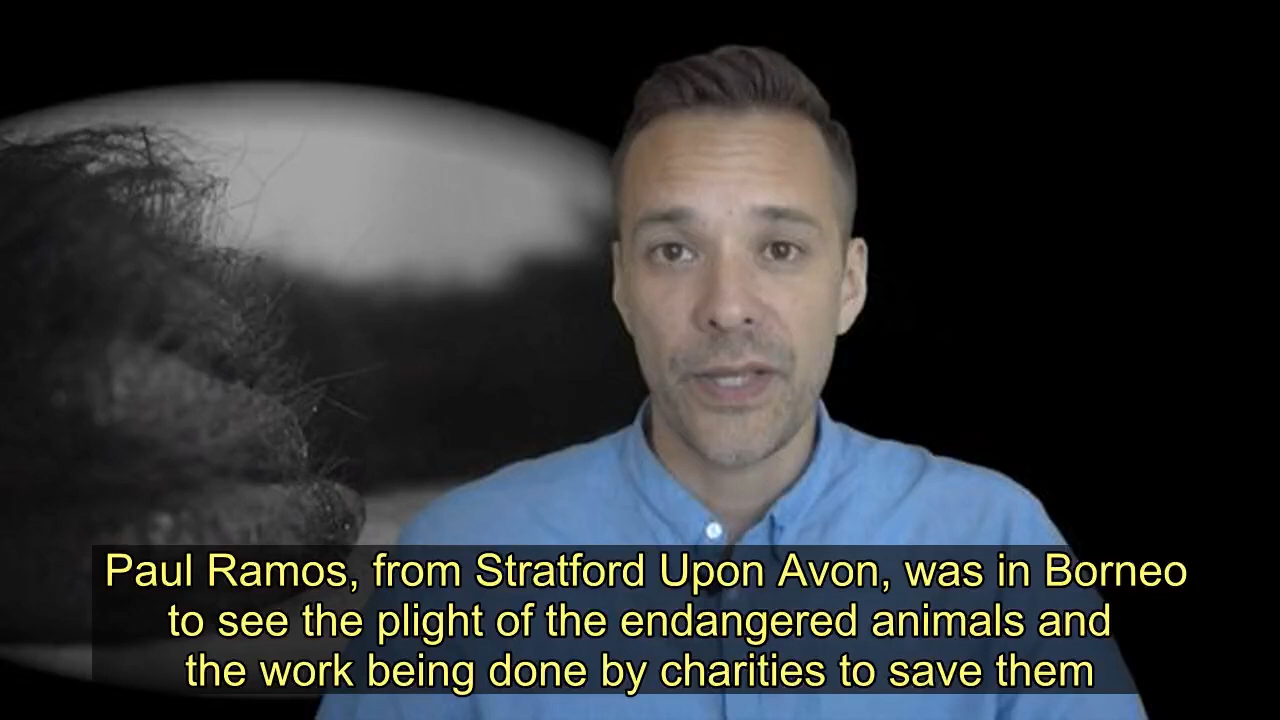 Paul Ramos, from Stratford Upon Avon, was in Borneo
to see the plight of the endangered animals and
the work being done by charities to save them